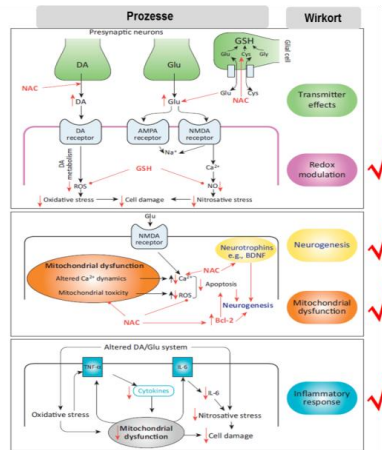 Prozesse
Wirkort
Presynaptic neurons
DA
Glu
GSH
Glu Cys Gly
Glial cell
NAC
DA
Glu
Glu
NAC
Cys
Transmitter
effects
DA
receptor
AMPA
receptor
NMDA
receptor
Na⁺
DA
metabolism
Ca²⁺
GSH
ROS
NO
Redox
modulation
Oxidative stress
Cell damage
Nitrosative stress
Glu
NMDA
receptor
Neurotrophins
e.g., BDNF
Neurogenesis
Mitochondrial dysfunction
Altered Ca²⁺ dynamics
Ca²⁺
NAC
Apoptosis
Mitochondrial toxicity
ROS
Neurogenesis
Mitochondrial
dysfunction
NAC
Bcl-2
Altered DA/Glu system
TNF-α
IL-6
Cytokines
IL-6
Inflammatory
response
Oxidative stress
Nitrosative stress
Mitochondrial
dysfunction
Cell damage